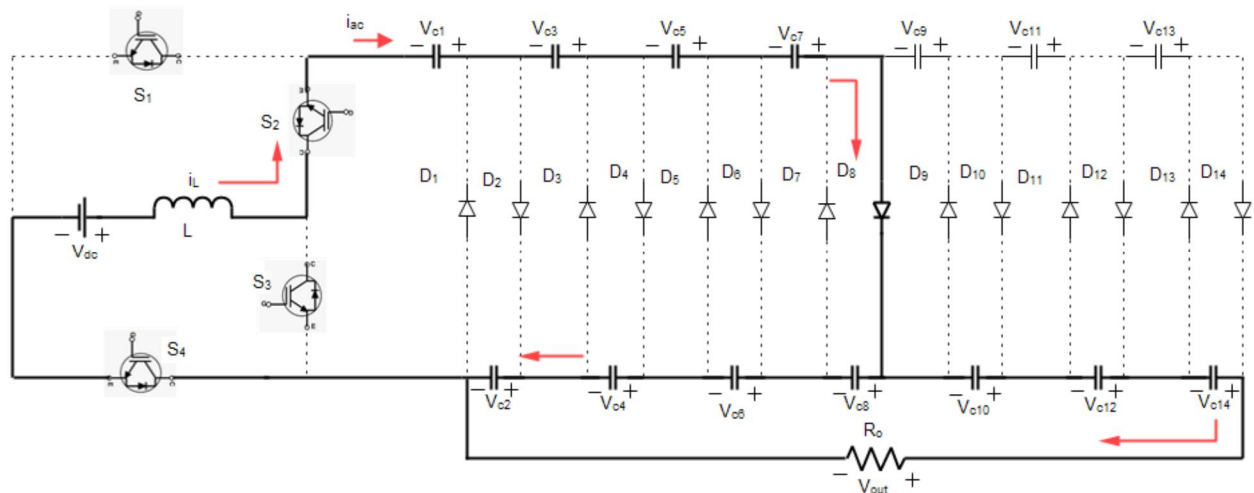 iac Vc1 Vc3 Vc5 Vc7 Vc9 Vc11 Vc13
− + − + − + − + − + − + − +
S1
S2
iL
D1 D2 D3 D4 D5 D6 D7 D8 D9 D10 D11 D12 D13 D14
L
− +
Vdc
S3
S4
− + − + − + − + − + − + − +
Vc2 Vc4 Vc6 Vc8 Vc10 Vc12 Vc14
Ro
− +
Vout